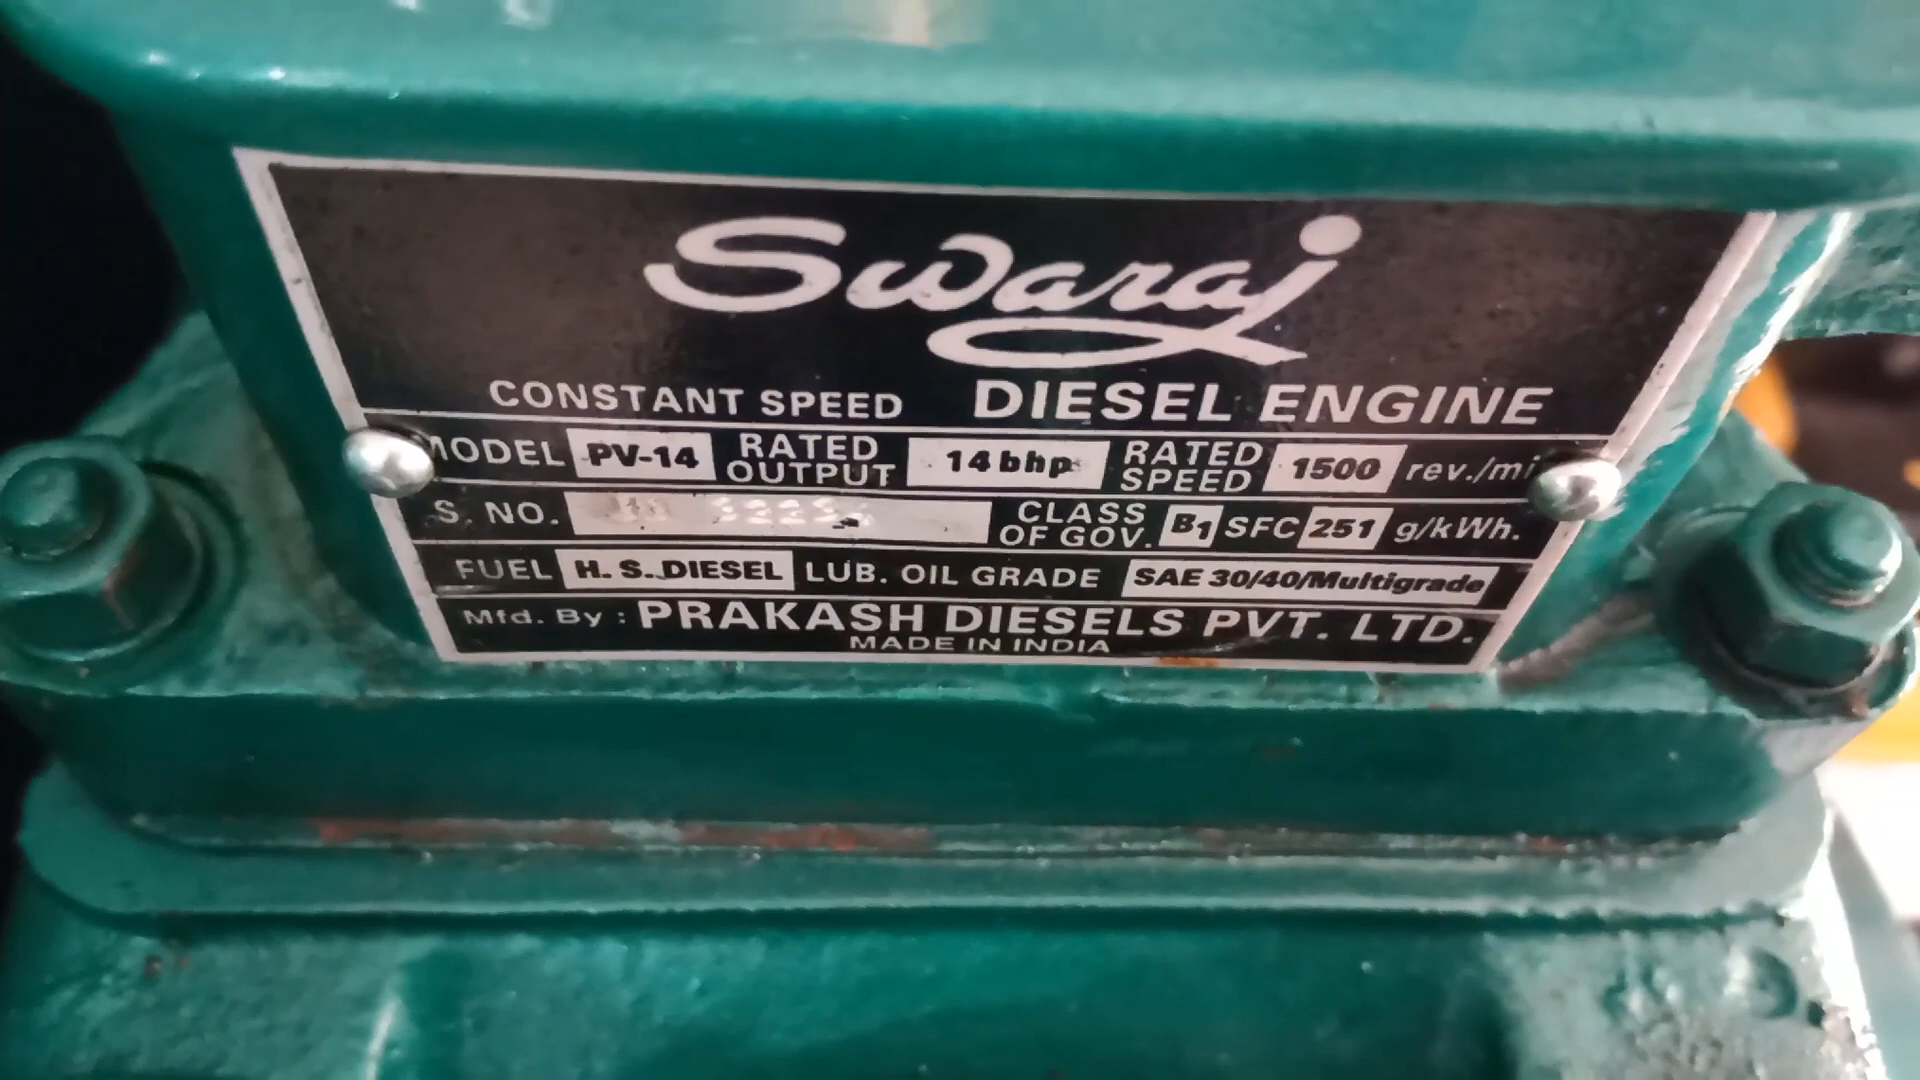 Swaraj
CONSTANT SPEED DIESEL ENGINE
MODEL PV-14 RATED OUTPUT 14 bhp RATED SPEED 1500 rev./mi
S. NO. CLASS OF GOV. B1 SFC 251 g/kWh.
FUEL H. S. DIESEL LUB. OIL GRADE SAE 30/40/Multigrade
Mfd. By : PRAKASH DIESELS PVT. LTD.
MADE IN INDIA